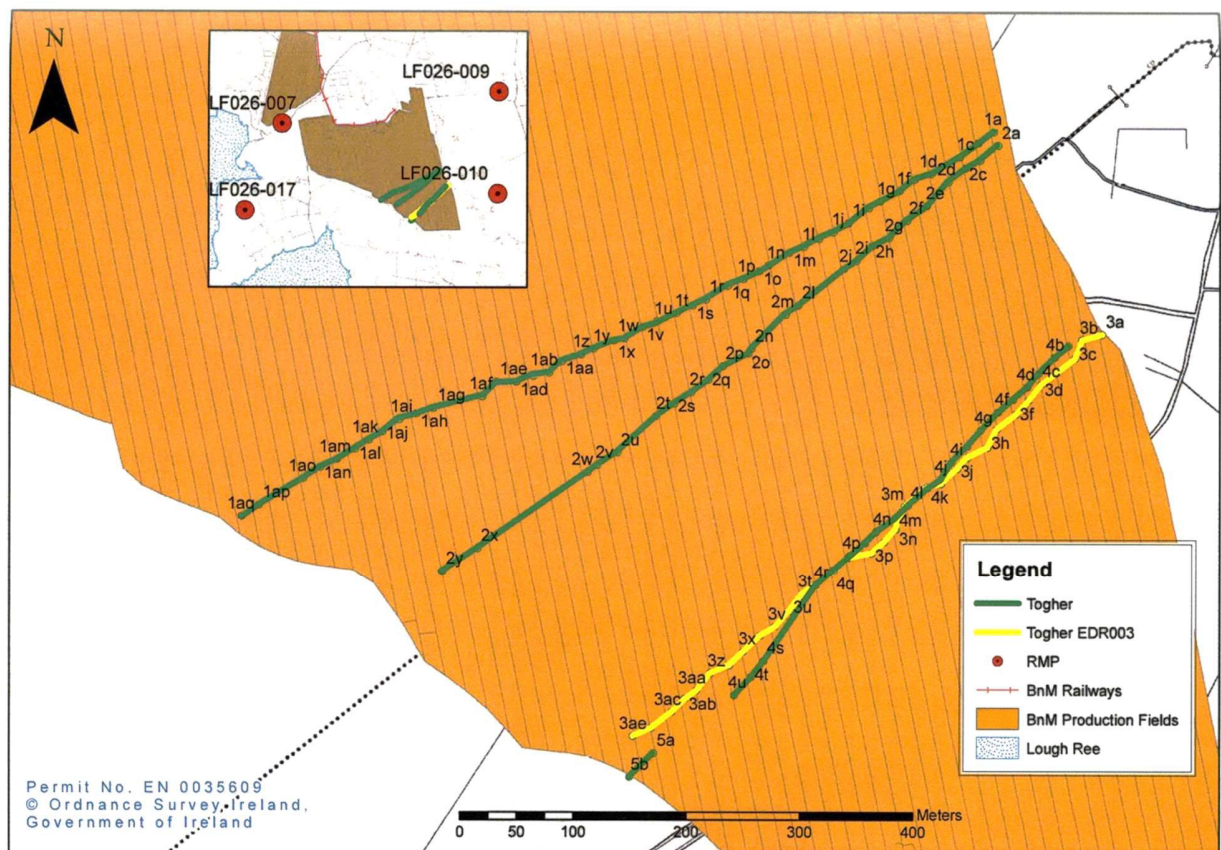 N
LF026-009
LF026-007
LF026-010
LF026-017
1a
2a
1c
2c
1d
2d
1f
2e
1g
2f
1i
2g
1j
2h
1l
2i
1m
2j
1n
1o
1p
2l
1q
2m
1r
1s
1t
2n
1u
1v
1w
2o
1x
2p
1y
1z
2q
1aa
2r
1ab
1ad
2s
1ae
2t
1af
1ag
1ah
1ai
1aj
2u
1ak
1al
2v
1am
1an
2w
1ao
1ap
1aq
2x
2y
3a
3b
4b
3c
4c
4d
3d
4f
3f
4g
3h
4i
3j
4j
4k
4l
3m
4m
4n
3n
4p
3p
4r
4q
3t
3u
3v
4s
3x
4t
3z
4u
3aa
3ab
3ac
3ae
5a
5b
Legend
Togher
Togher EDR003
RMP
BnM Railways
BnM Production Fields
Lough Ree
Permit No. EN 0035609
© Ordnance Survey Ireland,
Government of Ireland
0 50 100 200 300 400 Meters